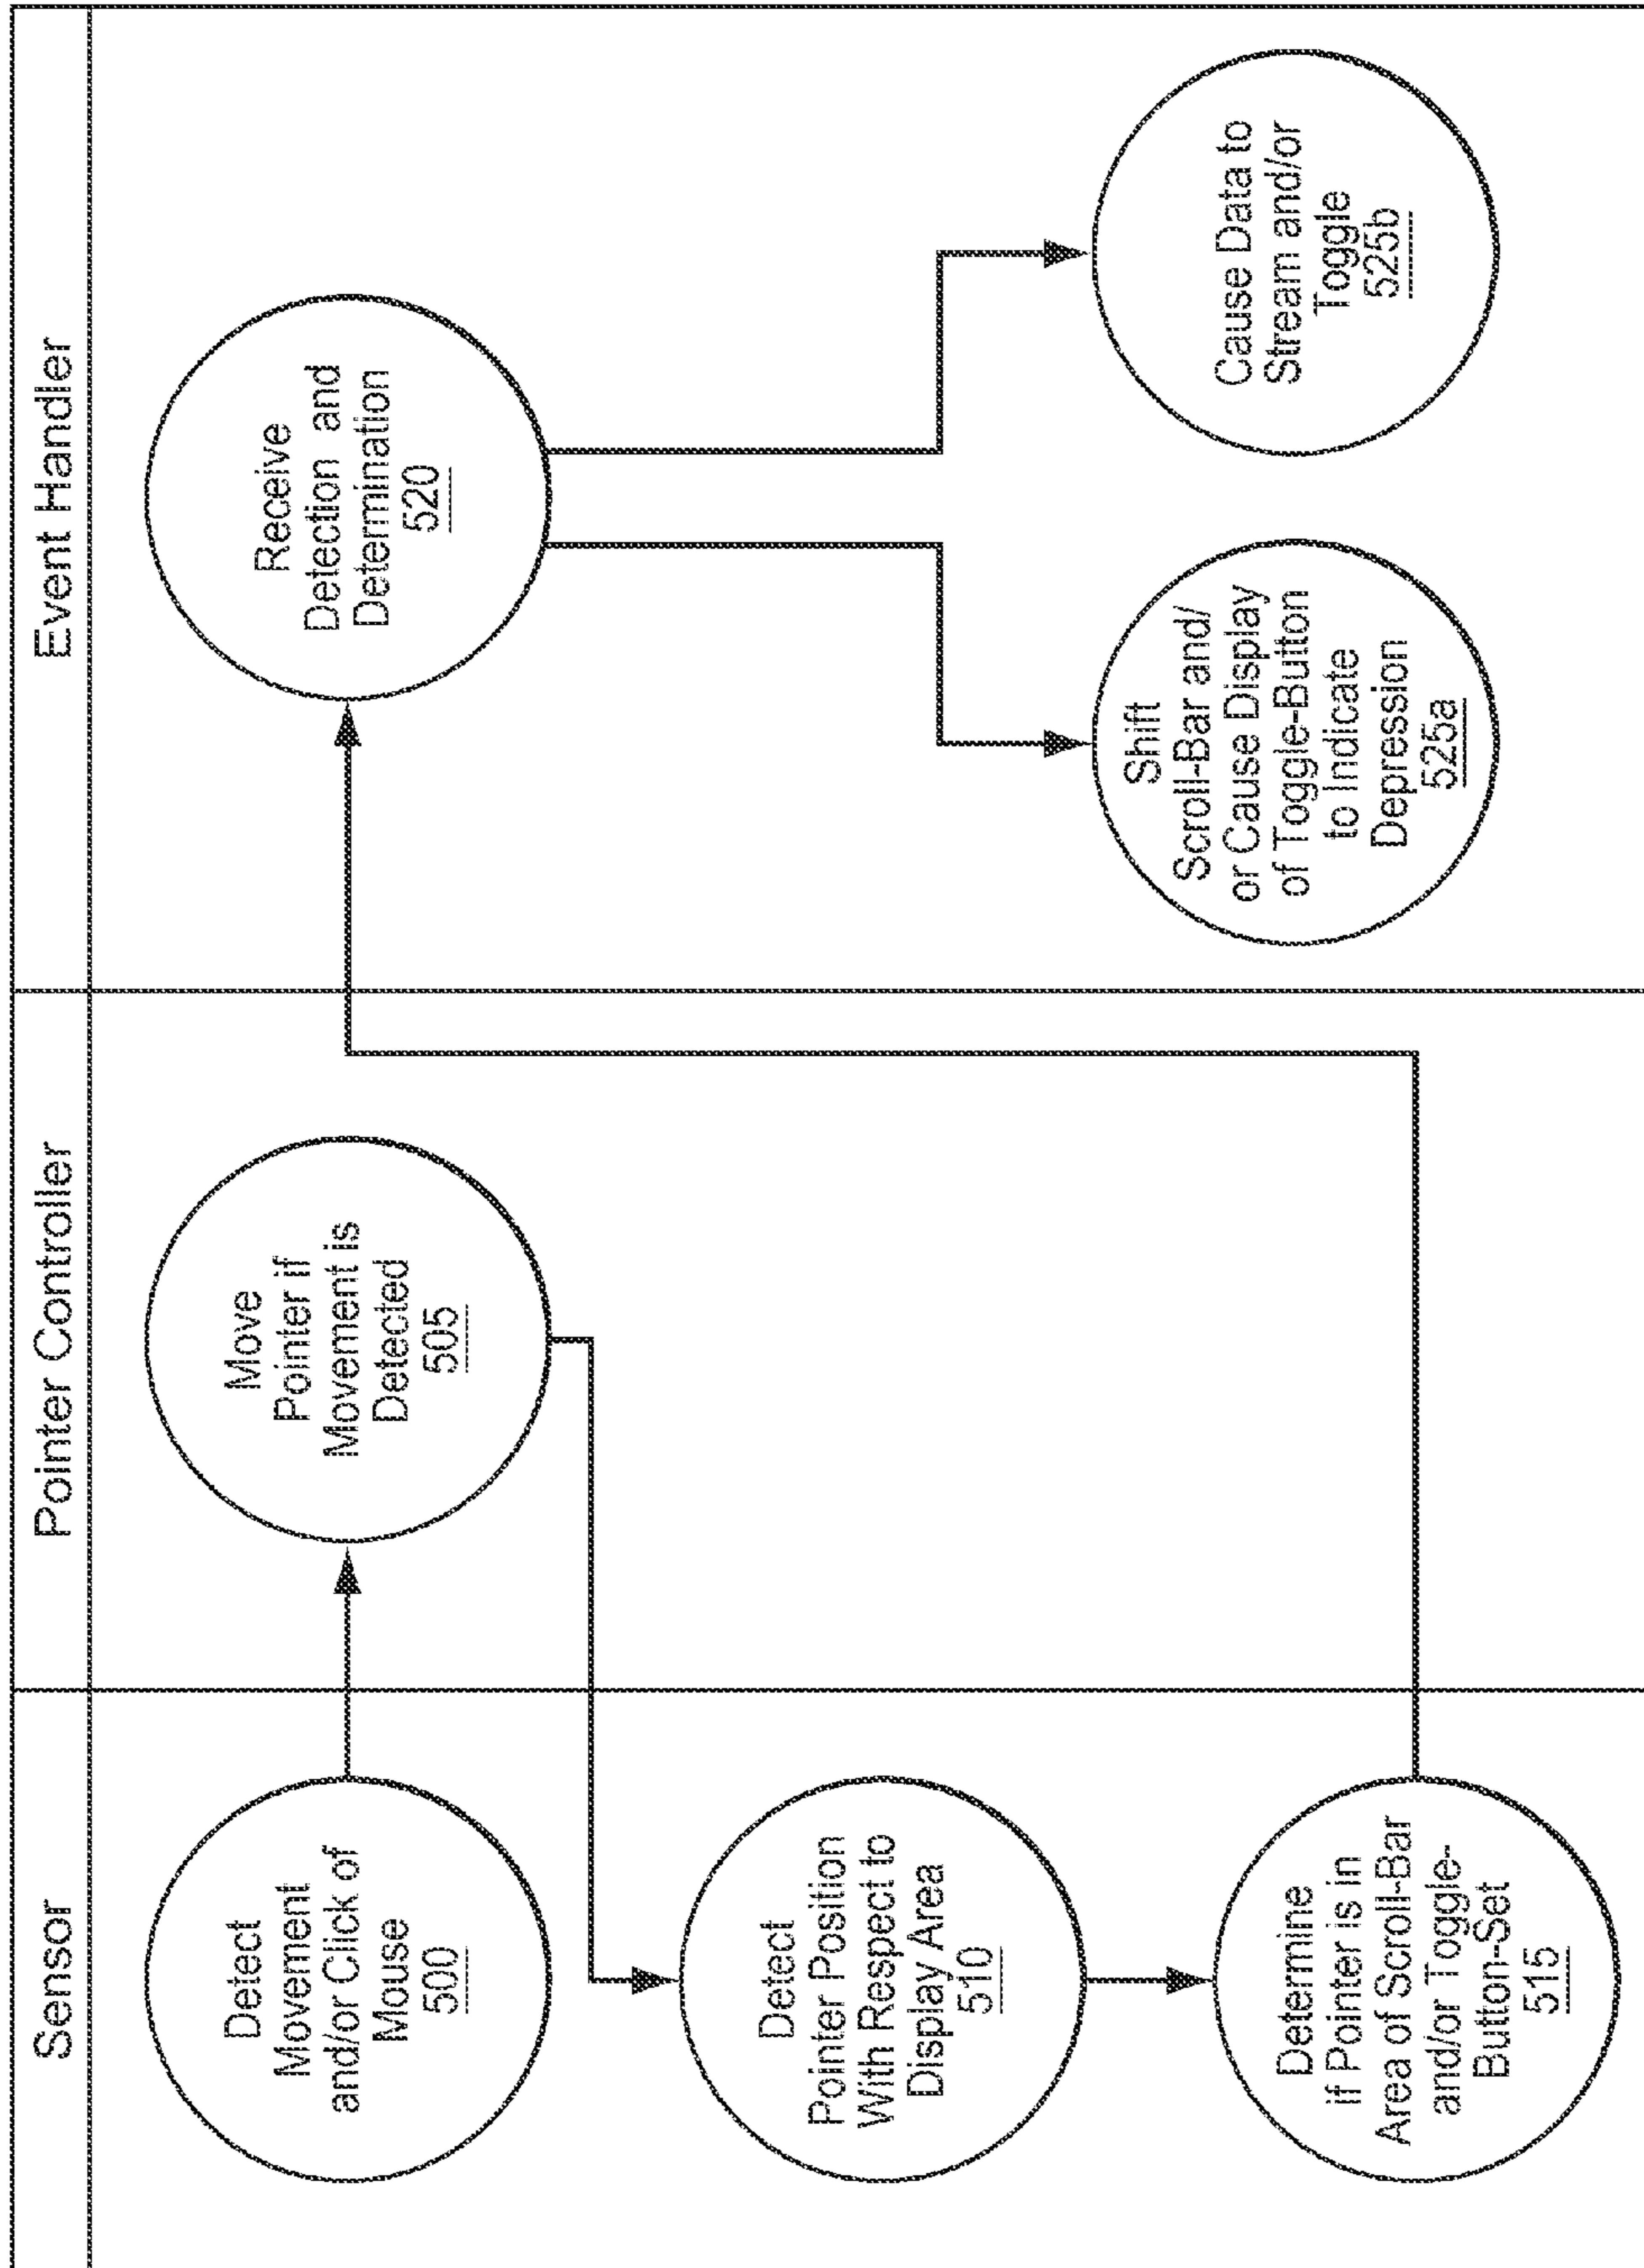 Sensor
Pointer Controller
Event Handler
Detect
Movement
and/or Click of
Mouse
500
Move
Pointer if
Movement is
Detected
505
Detect
Pointer Position
With Respect to
Display Area
510
Determine
if Pointer is in
Area of Scroll-Bar
and/or Toggle-
Button-Set
515
Receive
Detection and
Determination
520
Shift
Scroll-Bar and/
or Cause Display
of Toggle-Button
to Indicate
Depression
525a
Cause Data to
Stream and/or
Toggle
525b